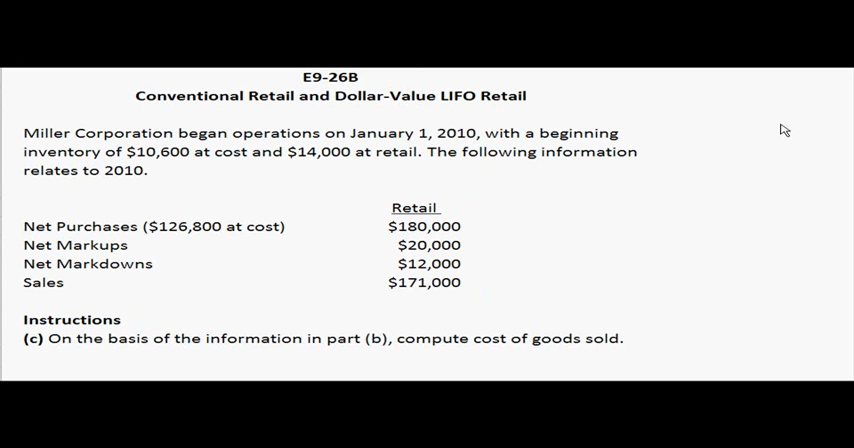 E9-26B
Conventional Retail and Dollar-Value LIFO Retail
Miller Corporation began operations on January 1, 2010, with a beginning
inventory of $10,600 at cost and $14,000 at retail. The following information
relates to 2010.
Retail
Net Purchases ($126,800 at cost) $180,000
Net Markups $20,000
Net Markdowns $12,000
Sales $171,000
Instructions
(c) On the basis of the information in part (b), compute cost of goods sold.